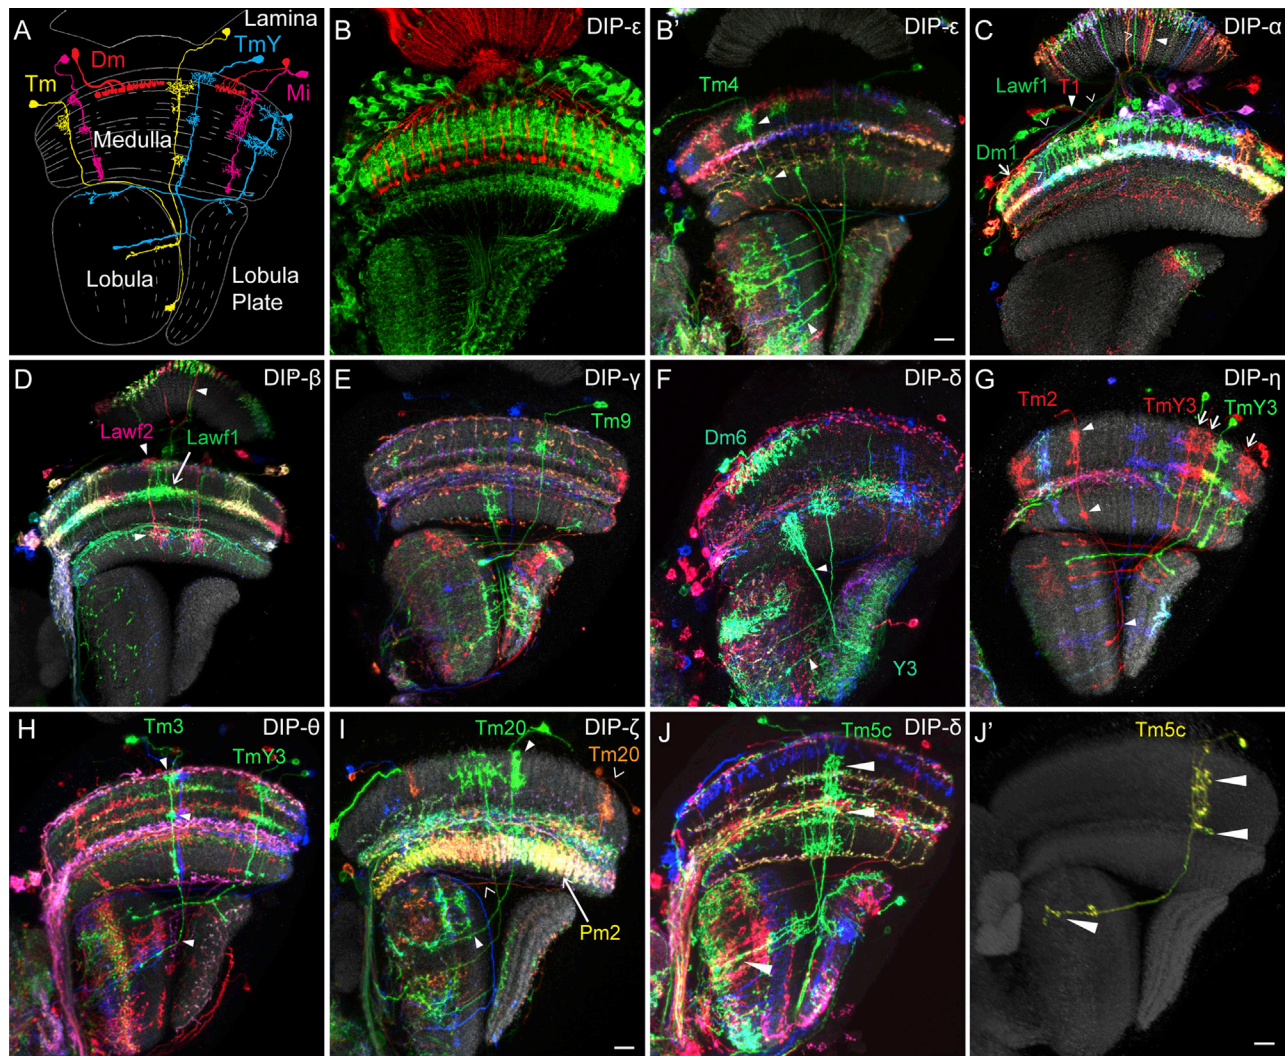 A
Lamina
Dm
TmY
Tm
Mi
Medulla
Lobula
Lobula
Plate
B
DIP-ε
B’
DIP-ε
Tm4
C
DIP-α
Lawf1
T1
Dm1
D
DIP-β
Lawf2
Lawf1
E
DIP-γ
Tm9
F
DIP-δ
Dm6
Y3
G
DIP-η
Tm2
TmY3
TmY3
H
Tm3
DIP-θ
TmY3
I
Tm20
DIP-ζ
Tm20
Pm2
J
DIP-δ
Tm5c
J’
Tm5c